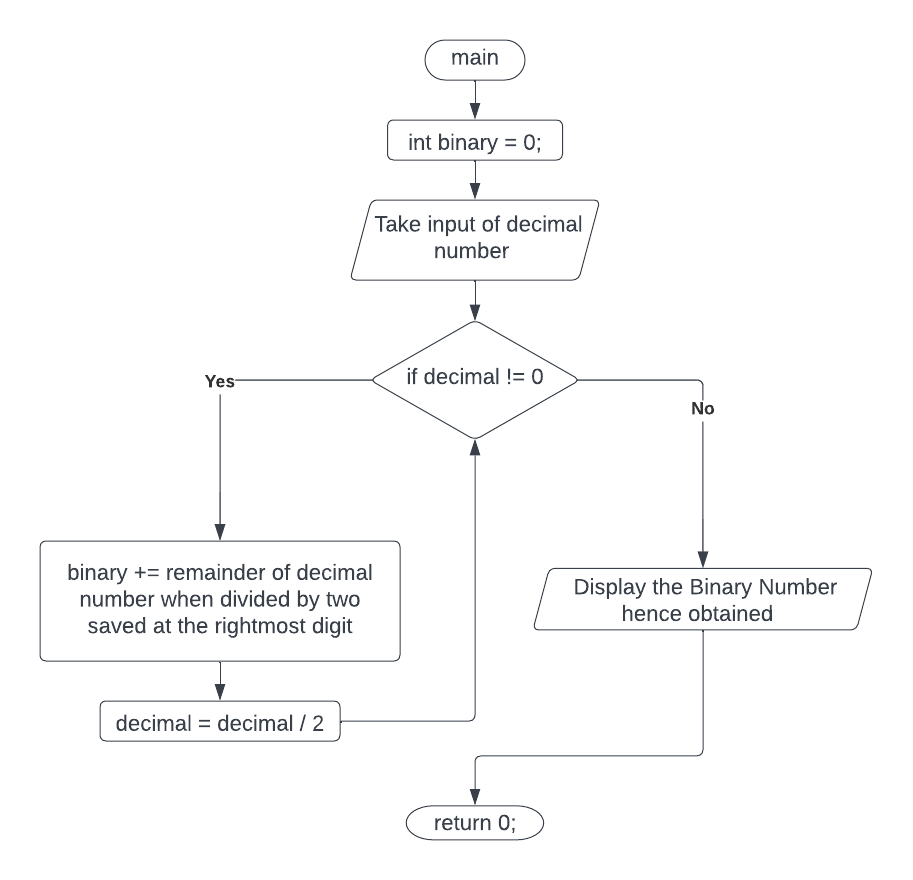 main
int binary = 0;
Take input of decimal
number
if decimal != 0
Yes
No
binary += remainder of decimal
number when divided by two
saved at the rightmost digit
Display the Binary Number
hence obtained
decimal = decimal / 2
return 0;